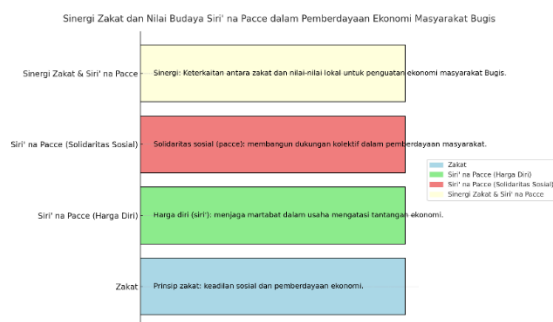 Sinergi Zakat dan Nilai Budaya Siri' na Pacce dalam Pemberdayaan Ekonomi Masyarakat Bugis
Sinergi Zakat & Siri' na Pacce
Sinergi: Keterkaitan antara zakat dan nilai-nilai lokal untuk penguatan ekonomi masyarakat Bugis.
Siri' na Pacce (Solidaritas Sosial)
Solidaritas sosial (pacce): membangun dukungan kolektif dalam pemberdayaan masyarakat.
Siri' na Pacce (Harga Diri)
Harga diri (siri'): menjaga martabat dalam usaha mengatasi tantangan ekonomi.
Zakat
Prinsip zakat: keadilan sosial dan pemberdayaan ekonomi.
Zakat
Siri' na Pacce (Harga Diri)
Siri' na Pacce (Solidaritas Sosial)
Sinergi Zakat & Siri' na Pacce